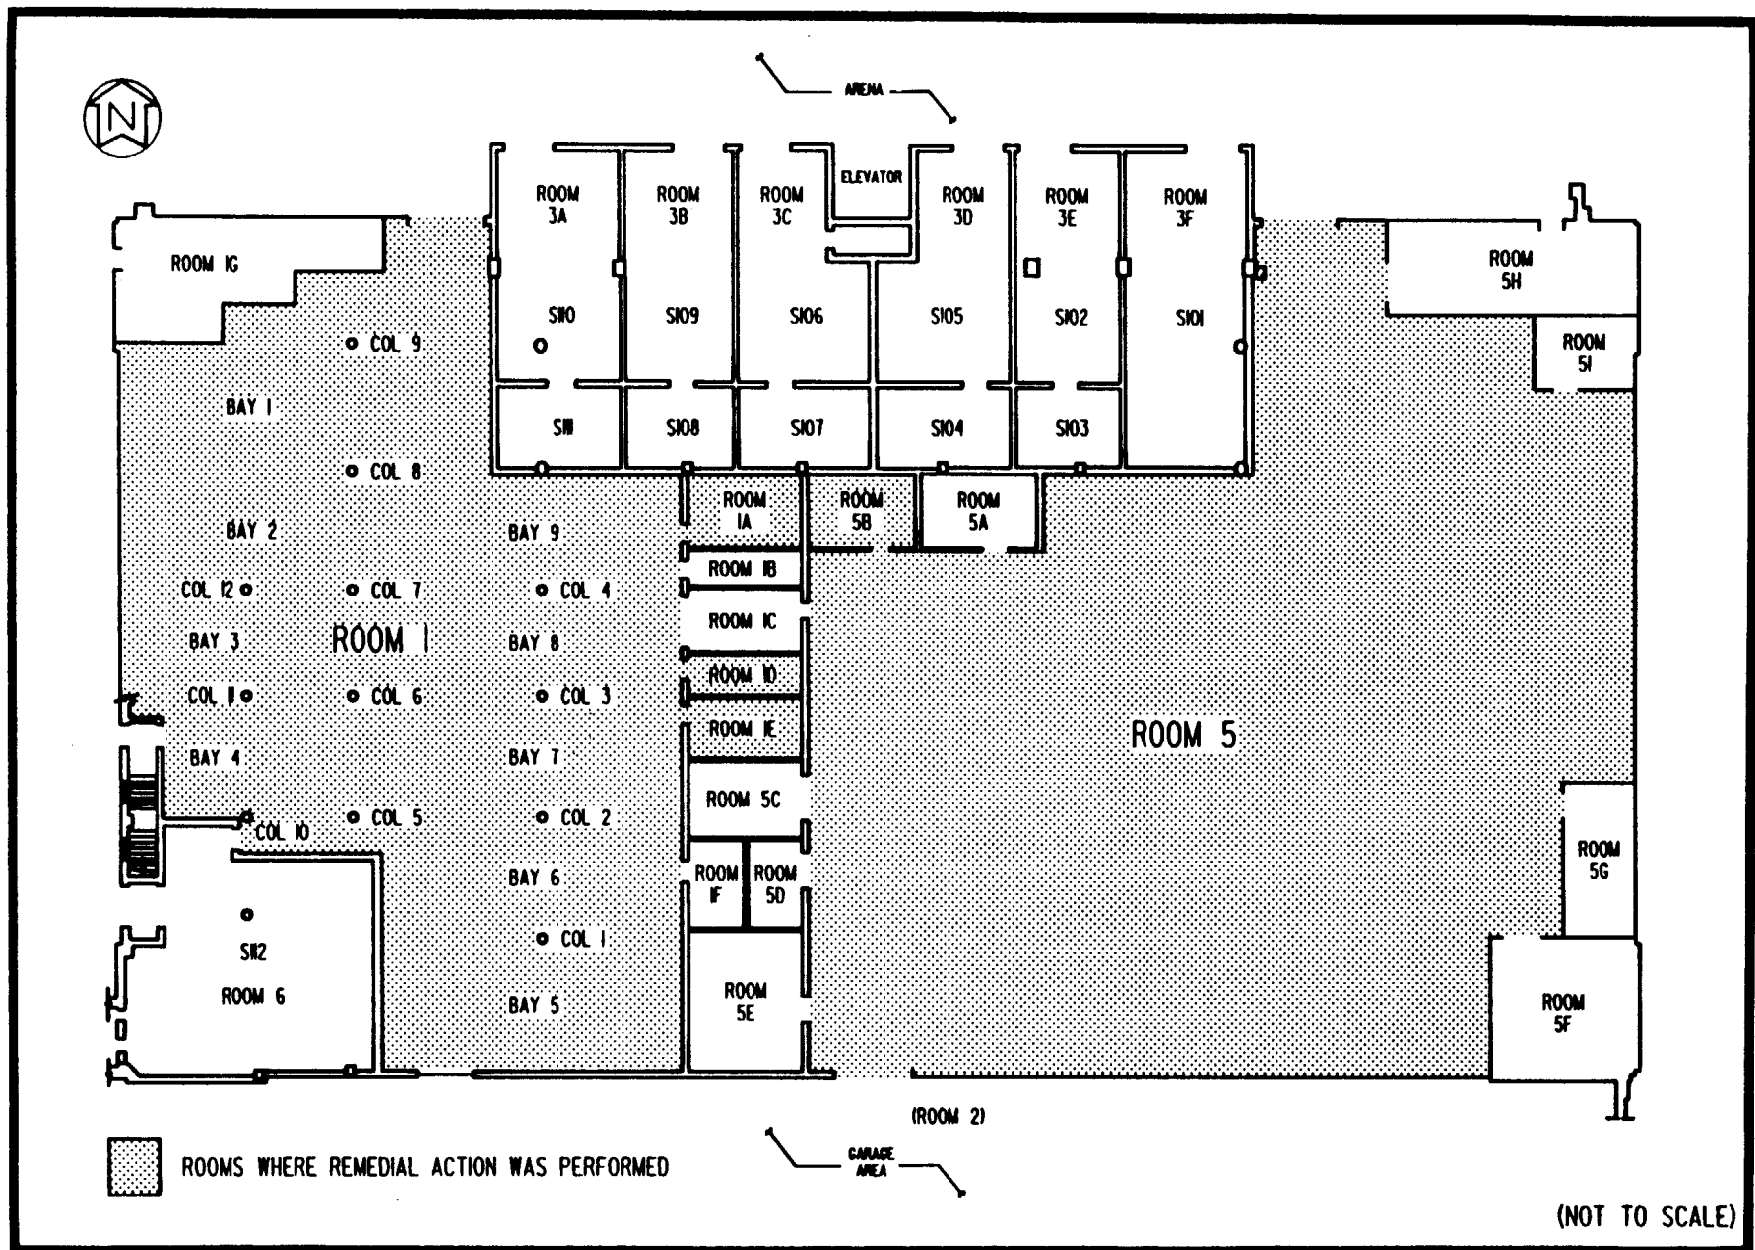 ARENA
N
ELEVATOR
ROOM
3A
ROOM
3B
ROOM
3C
ROOM
3D
ROOM
3E
ROOM
3F
ROOM 1G
ROOM
5H
S110
S109
S106
S105
S102
S101
COL 9
ROOM
5I
BAY 1
S111
S108
S107
S104
S103
COL 8
BAY 2
BAY 9
ROOM
1A
ROOM
5B
ROOM
5A
ROOM 1B
COL 12
COL 7
COL 4
ROOM 1C
BAY 3
ROOM 1
BAY 8
ROOM 1D
COL 11
COL 6
COL 3
ROOM 1E
ROOM 5
BAY 4
BAY 7
ROOM 5C
COL 10
COL 5
COL 2
BAY 6
ROOM
1F
ROOM
5D
ROOM
5G
COL 1
S112
ROOM 6
BAY 5
ROOM
5E
ROOM
5F
(ROOM 2)
GARAGE
AREA
ROOMS WHERE REMEDIAL ACTION WAS PERFORMED
(NOT TO SCALE)